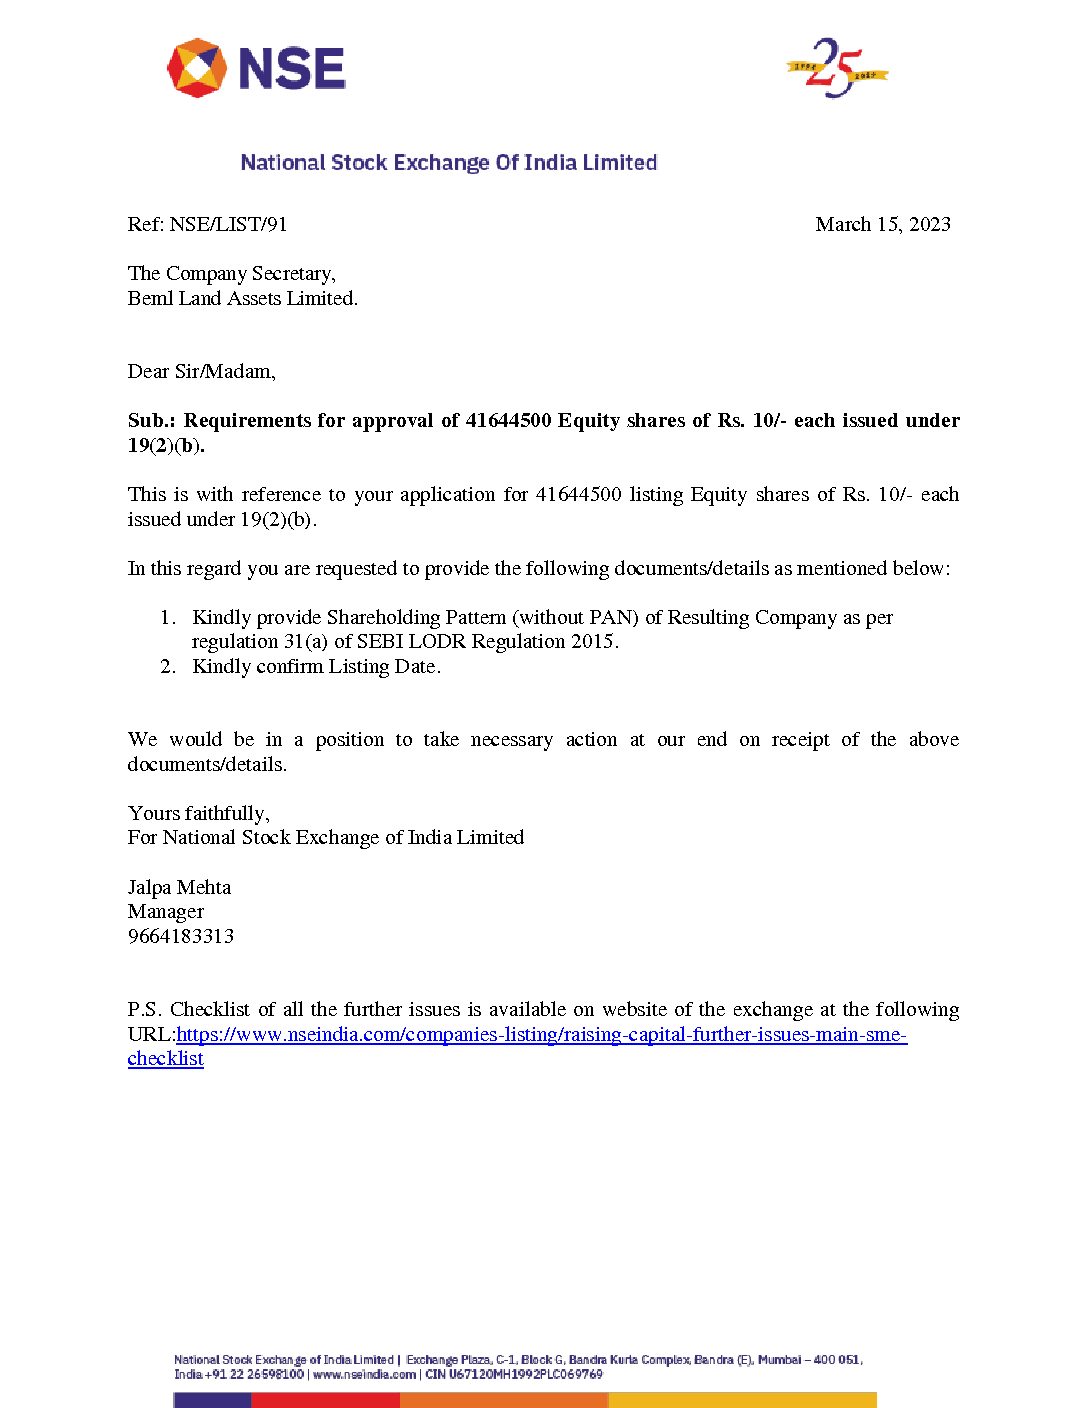 NSE
25
National Stock Exchange Of India Limited
Ref: NSE/LIST/91 March 15, 2023
The Company Secretary,
Beml Land Assets Limited.
Dear Sir/Madam,
Sub.: Requirements for approval of 41644500 Equity shares of Rs. 10/- each issued under
19(2)(b).
This is with reference to your application for 41644500 listing Equity shares of Rs. 10/- each
issued under 19(2)(b).
In this regard you are requested to provide the following documents/details as mentioned below:
1. Kindly provide Shareholding Pattern (without PAN) of Resulting Company as per
regulation 31(a) of SEBI LODR Regulation 2015.
2. Kindly confirm Listing Date.
We would be in a position to take necessary action at our end on receipt of the above
documents/details.
Yours faithfully,
For National Stock Exchange of India Limited
Jalpa Mehta
Manager
9664183313
P.S. Checklist of all the further issues is available on website of the exchange at the following
URL:https://www.nseindia.com/companies-listing/raising-capital-further-issues-main-sme-
checklist
National Stock Exchange of India Limited | Exchange Plaza, C-1, Block G, Bandra Kurla Complex, Bandra (E), Mumbai – 400 051,
India +91 22 26598100 | www.nseindia.com | CIN U67120MH1992PLC069769